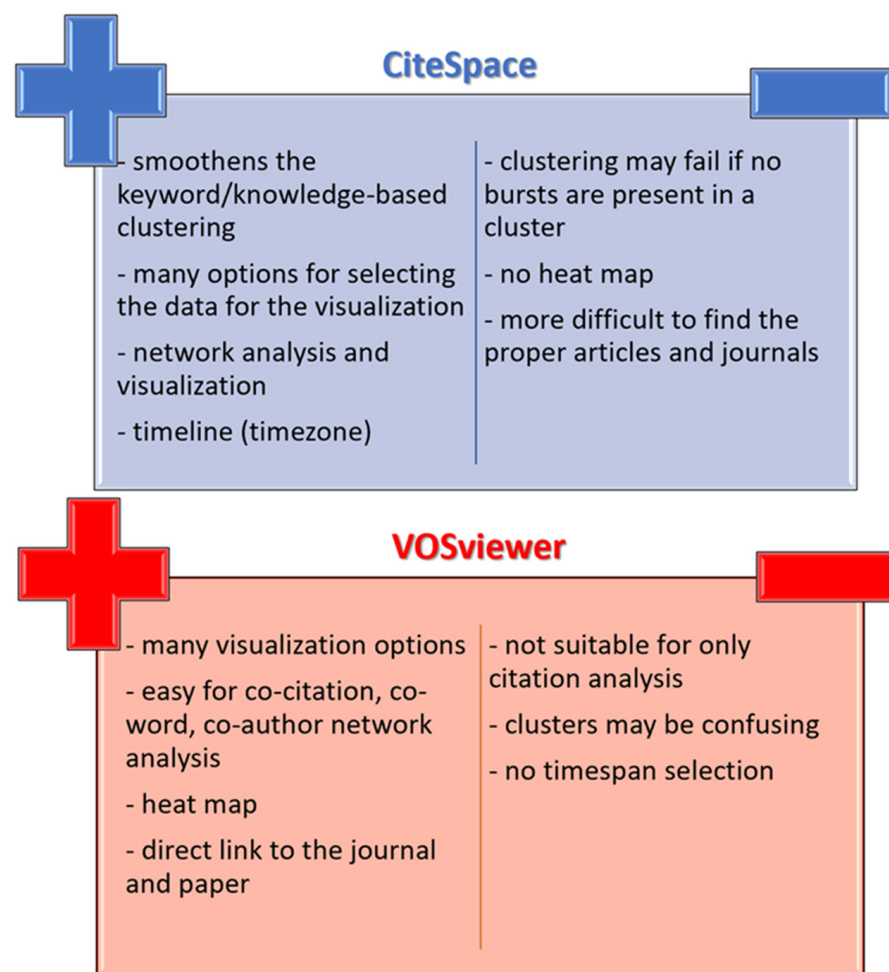 CiteSpace
- smoothens the
keyword/knowledge-based
clustering
- many options for selecting
the data for the visualization
- network analysis and
visualization
- timeline (timezone)
- clustering may fail if no
bursts are present in a
cluster
- no heat map
- more difficult to find the
proper articles and journals
VOSviewer
- many visualization options
- easy for co-citation, co-
word, co-author network
analysis
- heat map
- direct link to the journal
and paper
- not suitable for only
citation analysis
- clusters may be confusing
- no timespan selection